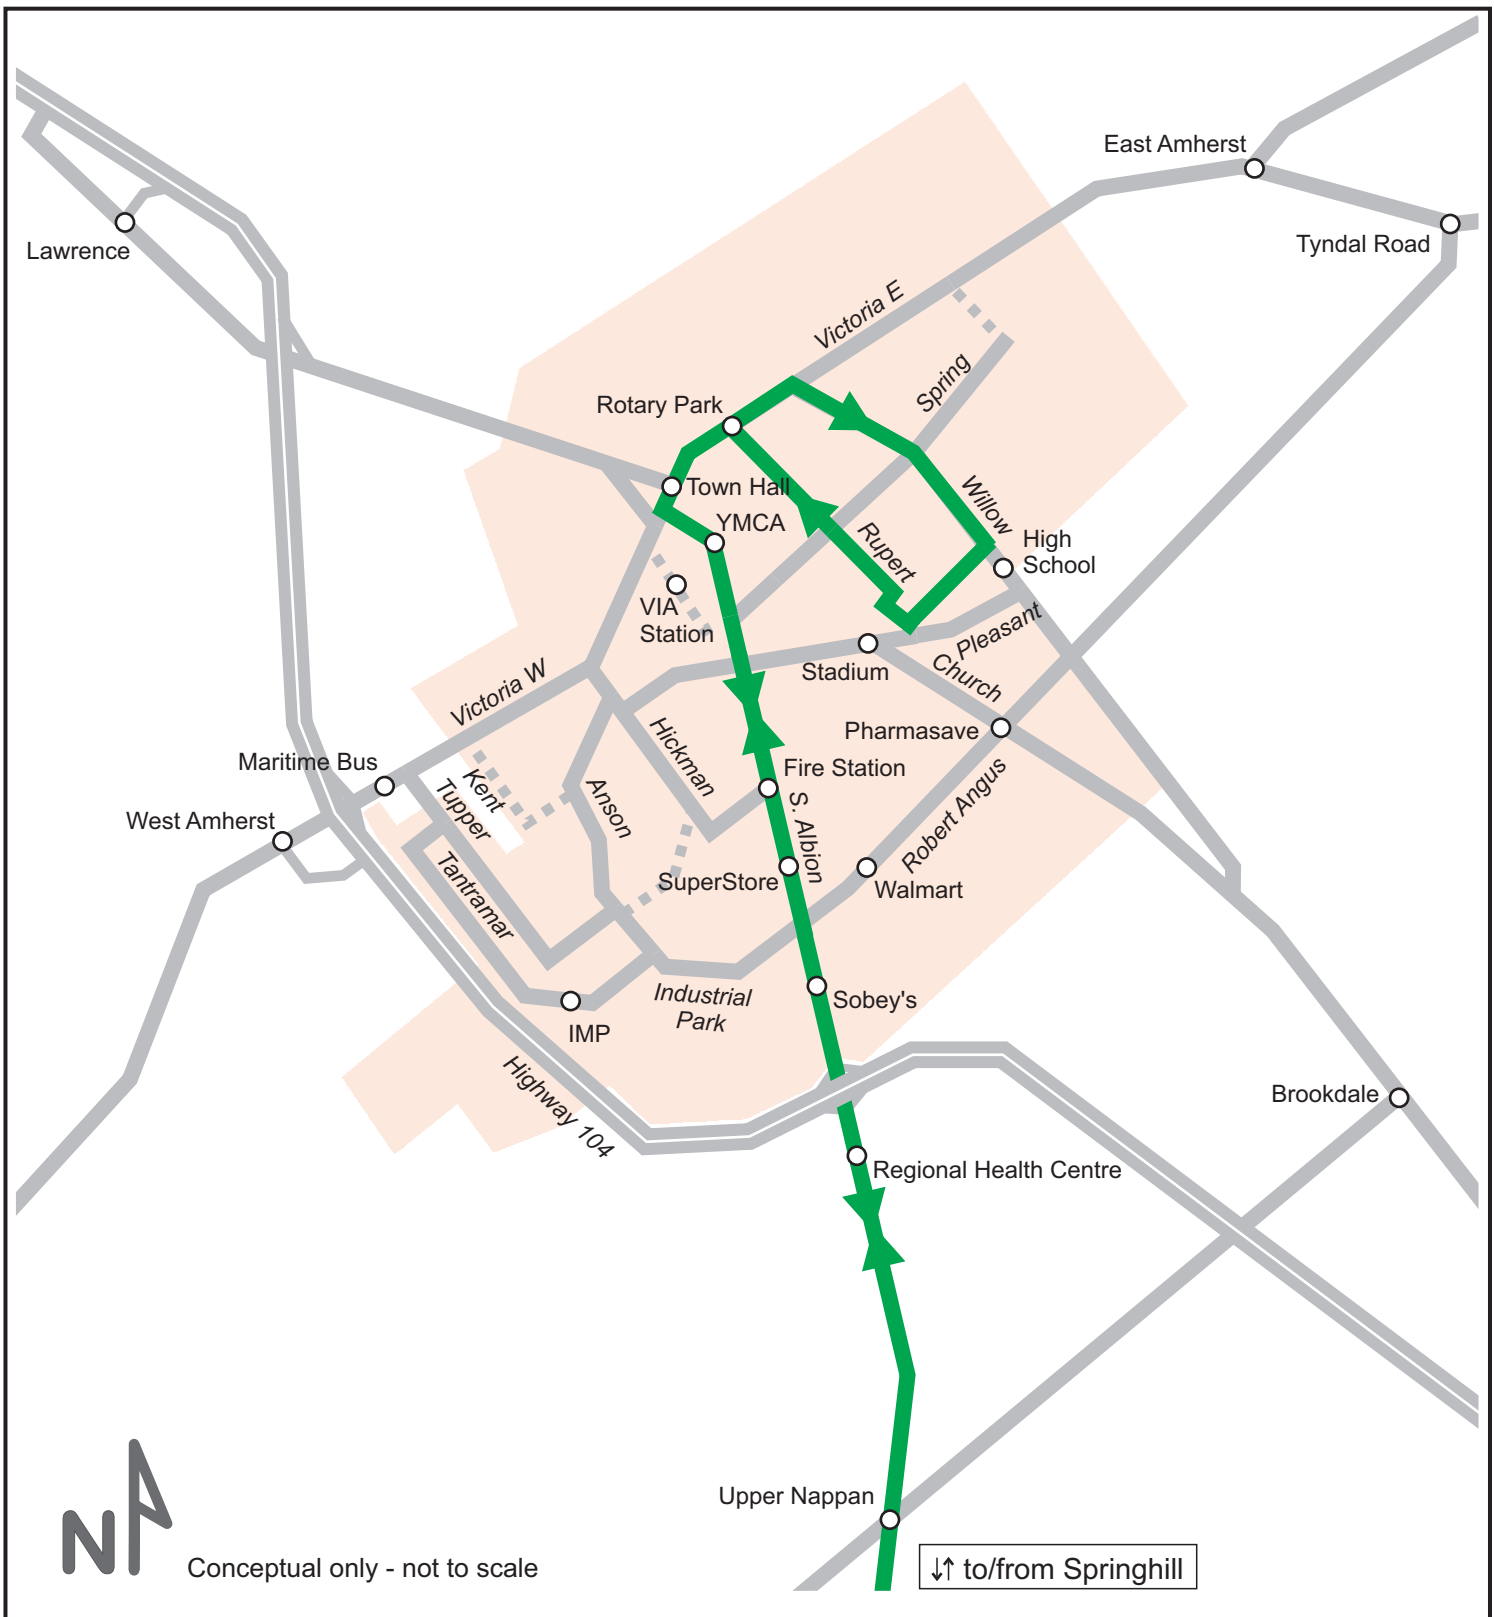 East Amherst
Tyndal Road
Lawrence
Victoria E
Spring
Rotary Park
Town Hall
Willow
YMCA
Rupert
High
School
VIA
Station
Pleasant
Stadium
Church
Victoria W
Hickman
Pharmasave
Maritime Bus
Kent
Tupper
Anson
Fire Station
S. Albion
Robert Angus
West Amherst
Tantramar
SuperStore
Walmart
Industrial
Park
Sobey's
IMP
Highway 104
Brookdale
Regional Health Centre
Upper Nappan
N
Conceptual only - not to scale
↓↑ to/from Springhill